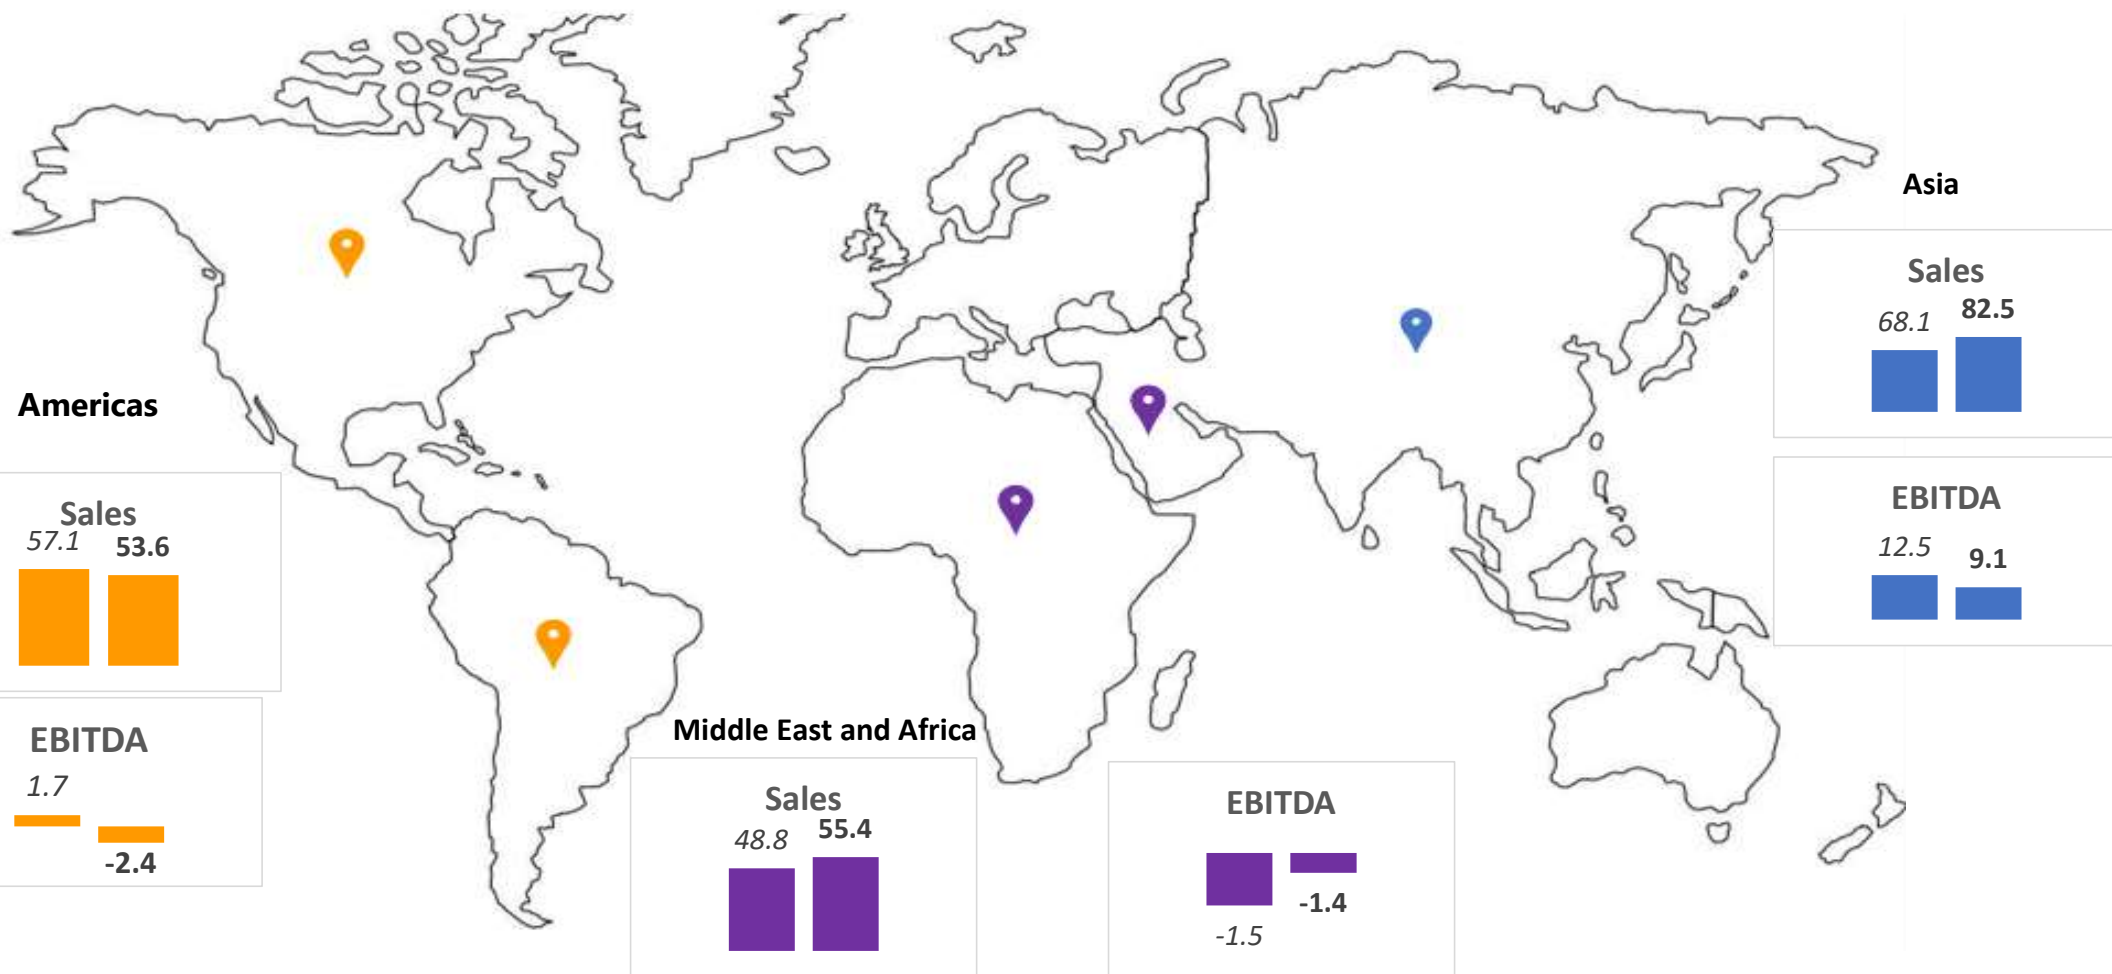 Americas
Sales
57.1 53.6
EBITDA
1.7
-2.4
Middle East and Africa
Sales
48.8 55.4
EBITDA
-1.4
-1.5
Asia
Sales
68.1 82.5
EBITDA
12.5 9.1